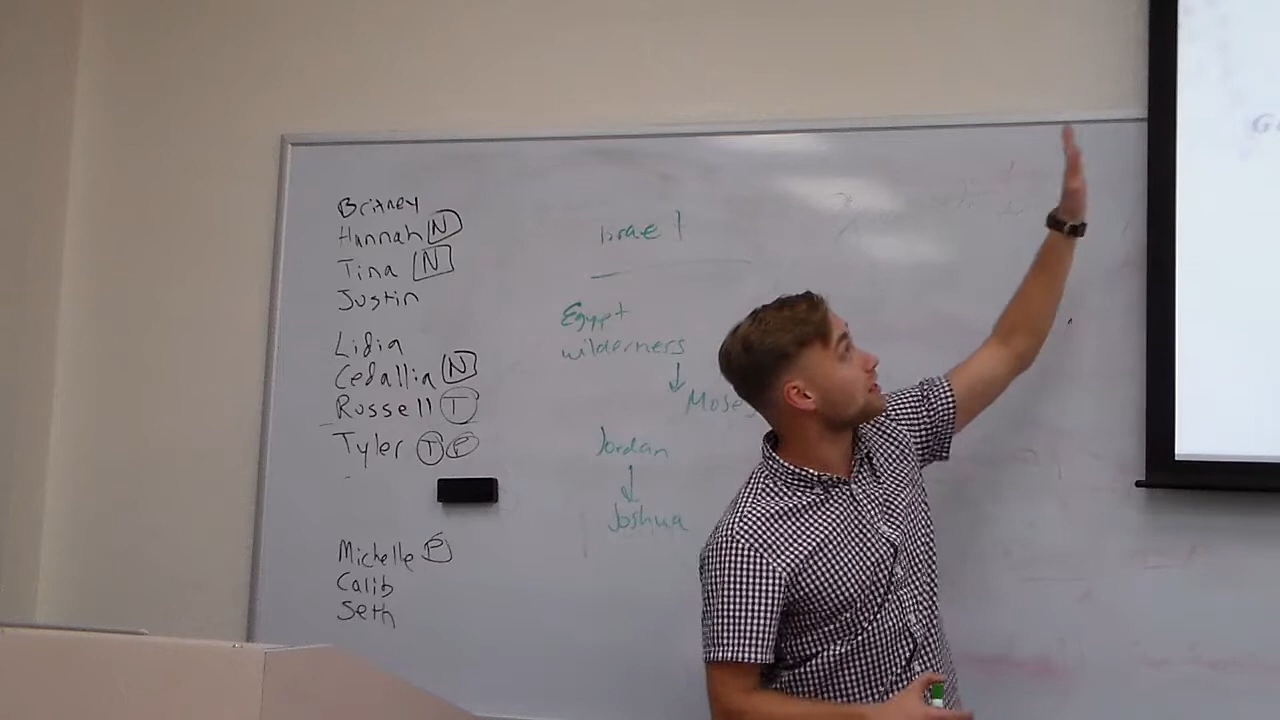 Britney
Hannah N
Tina N
Justin
Lidia
Cedallia N
Russell T
Tyler T P
Michelle P
Calib
Seth
Israel
Egypt
wilderness
↓
Moses
Jordan
↓
Joshua
G